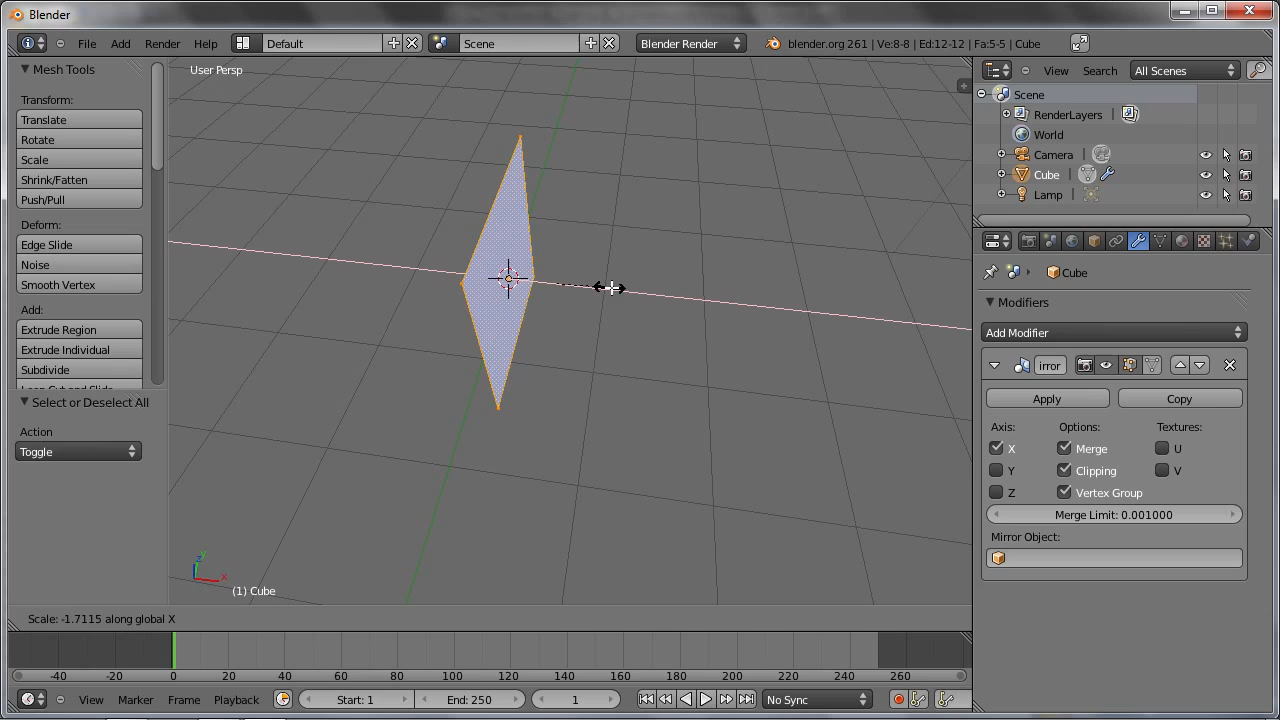 Blender
File Add Render Help Default Scene Blender Render blender.org 261 | Ve:8-8 | Ed:12-12 | Fa:5-5 | Cube
Mesh Tools
Transform:
Translate
Rotate
Scale
Shrink/Fatten
Push/Pull
Deform:
Edge Slide
Noise
Smooth Vertex
Add:
Extrude Region
Extrude Individual
Subdivide
Loop Cut and Slide
Select or Deselect All
Action
Toggle
User Persp
x
y
z
(1) Cube
Scale: -1.7115 along global X
-40 -20 0 20 40 60 80 100 120 140 160 180 200 220 240 260
View Marker Frame Playback Start: 1 End: 250 1 No Sync
View Search All Scenes
Scene
RenderLayers
World
Camera
Cube
Lamp
Cube
Modifiers
Add Modifier
irror
Apply Copy
Axis: Options: Textures:
X Merge U
Y Clipping V
Z Vertex Group
Merge Limit: 0.001000
Mirror Object: